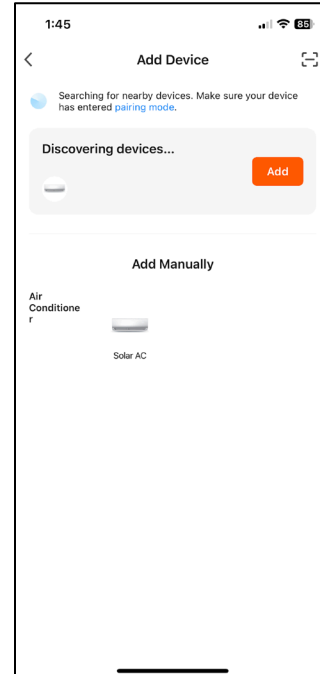 1:45
85
Add Device
Searching for nearby devices. Make sure your device
has entered pairing mode.
Discovering devices...
Add
Add Manually
Air
Conditione
r
Solar AC